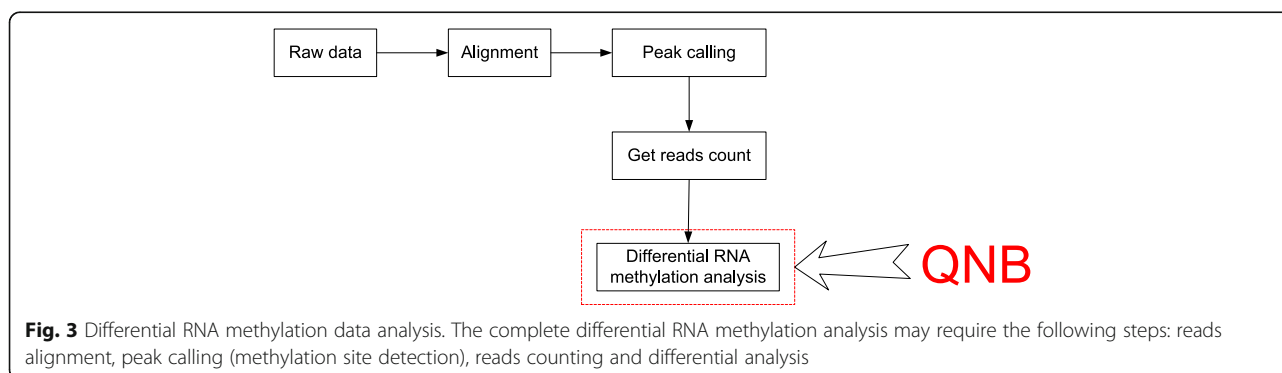 Raw data
Alignment
Peak calling
Get reads count
Differential RNA
methylation analysis
QNB
Fig. 3 Differential RNA methylation data analysis. The complete differential RNA methylation analysis may require the following steps: reads
alignment, peak calling (methylation site detection), reads counting and differential analysis